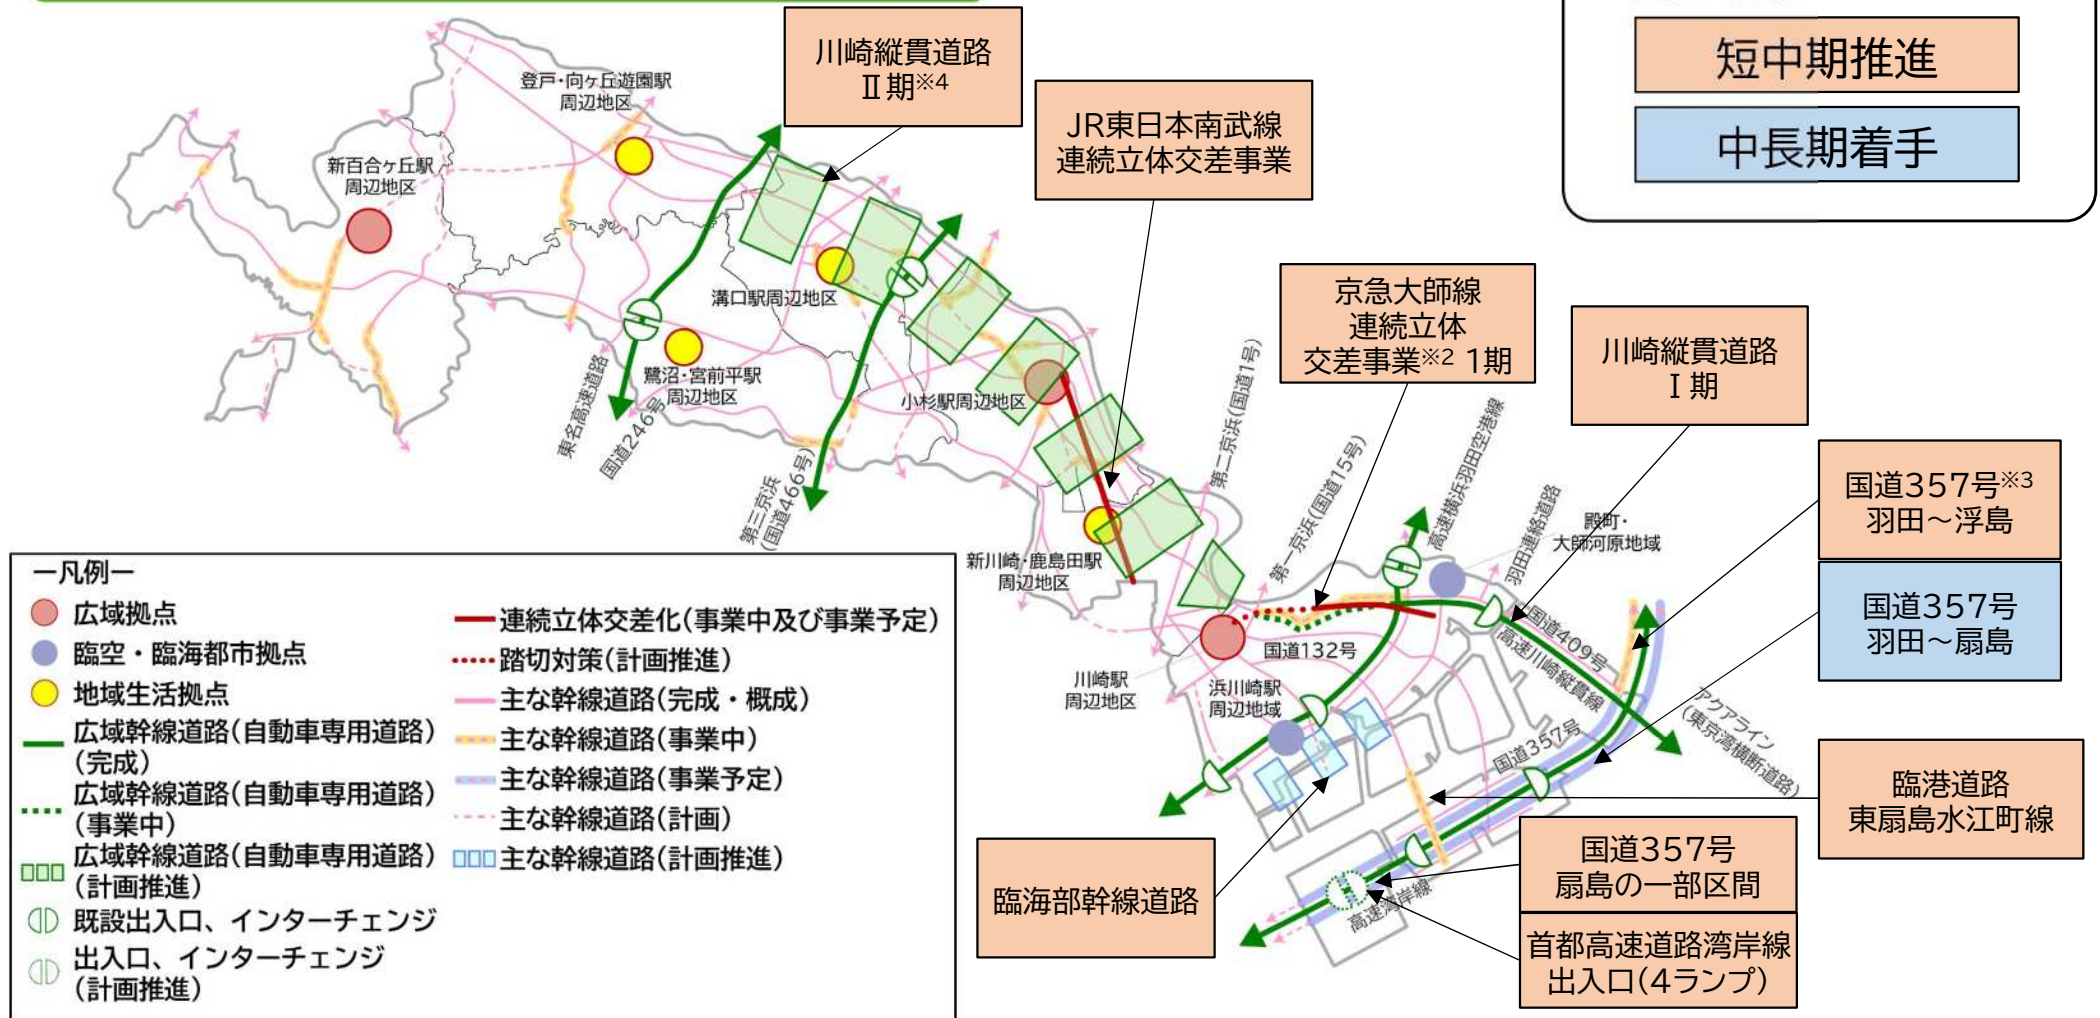 短中期推進
中長期着手
川崎縦貫道路
Ⅱ期※4
JR東日本南武線
連続立体交差事業
京急大師線
連続立体
交差事業※2 1期
川崎縦貫道路
Ⅰ期
国道357号※3
羽田～浮島
国道357号
羽田～扇島
臨港道路
東扇島水江町線
国道357号
扇島の一部区間
首都高速道路湾岸線
出入口(4ランプ)
臨海部幹線道路
登戸・向ヶ丘遊園駅
周辺地区
新百合ヶ丘駅
周辺地区
溝口駅周辺地区
鷺沼・宮前平駅
周辺地区
小杉駅周辺地区
新川崎・鹿島田駅
周辺地区
川崎駅
周辺地区
浜川崎駅
周辺地域
殿町・
大師河原地域
東名高速道路
国道246号
第三京浜
(国道466号)
第二京浜(国道1号)
第一京浜(国道15号)
高速横浜羽田空港線
羽田連絡道路
国道409号
高速川崎縦貫線
アクアライン
(東京湾横断道路)
国道132号
国道357号
高速湾岸線
ー凡例ー
広域拠点
臨空・臨海都市拠点
地域生活拠点
広域幹線道路(自動車専用道路)
(完成)
広域幹線道路(自動車専用道路)
(事業中)
広域幹線道路(自動車専用道路)
(計画推進)
既設出入口、インターチェンジ
出入口、インターチェンジ
(計画推進)
連続立体交差化(事業中及び事業予定)
踏切対策(計画推進)
主な幹線道路(完成・概成)
主な幹線道路(事業中)
主な幹線道路(事業予定)
主な幹線道路(計画)
主な幹線道路(計画推進)